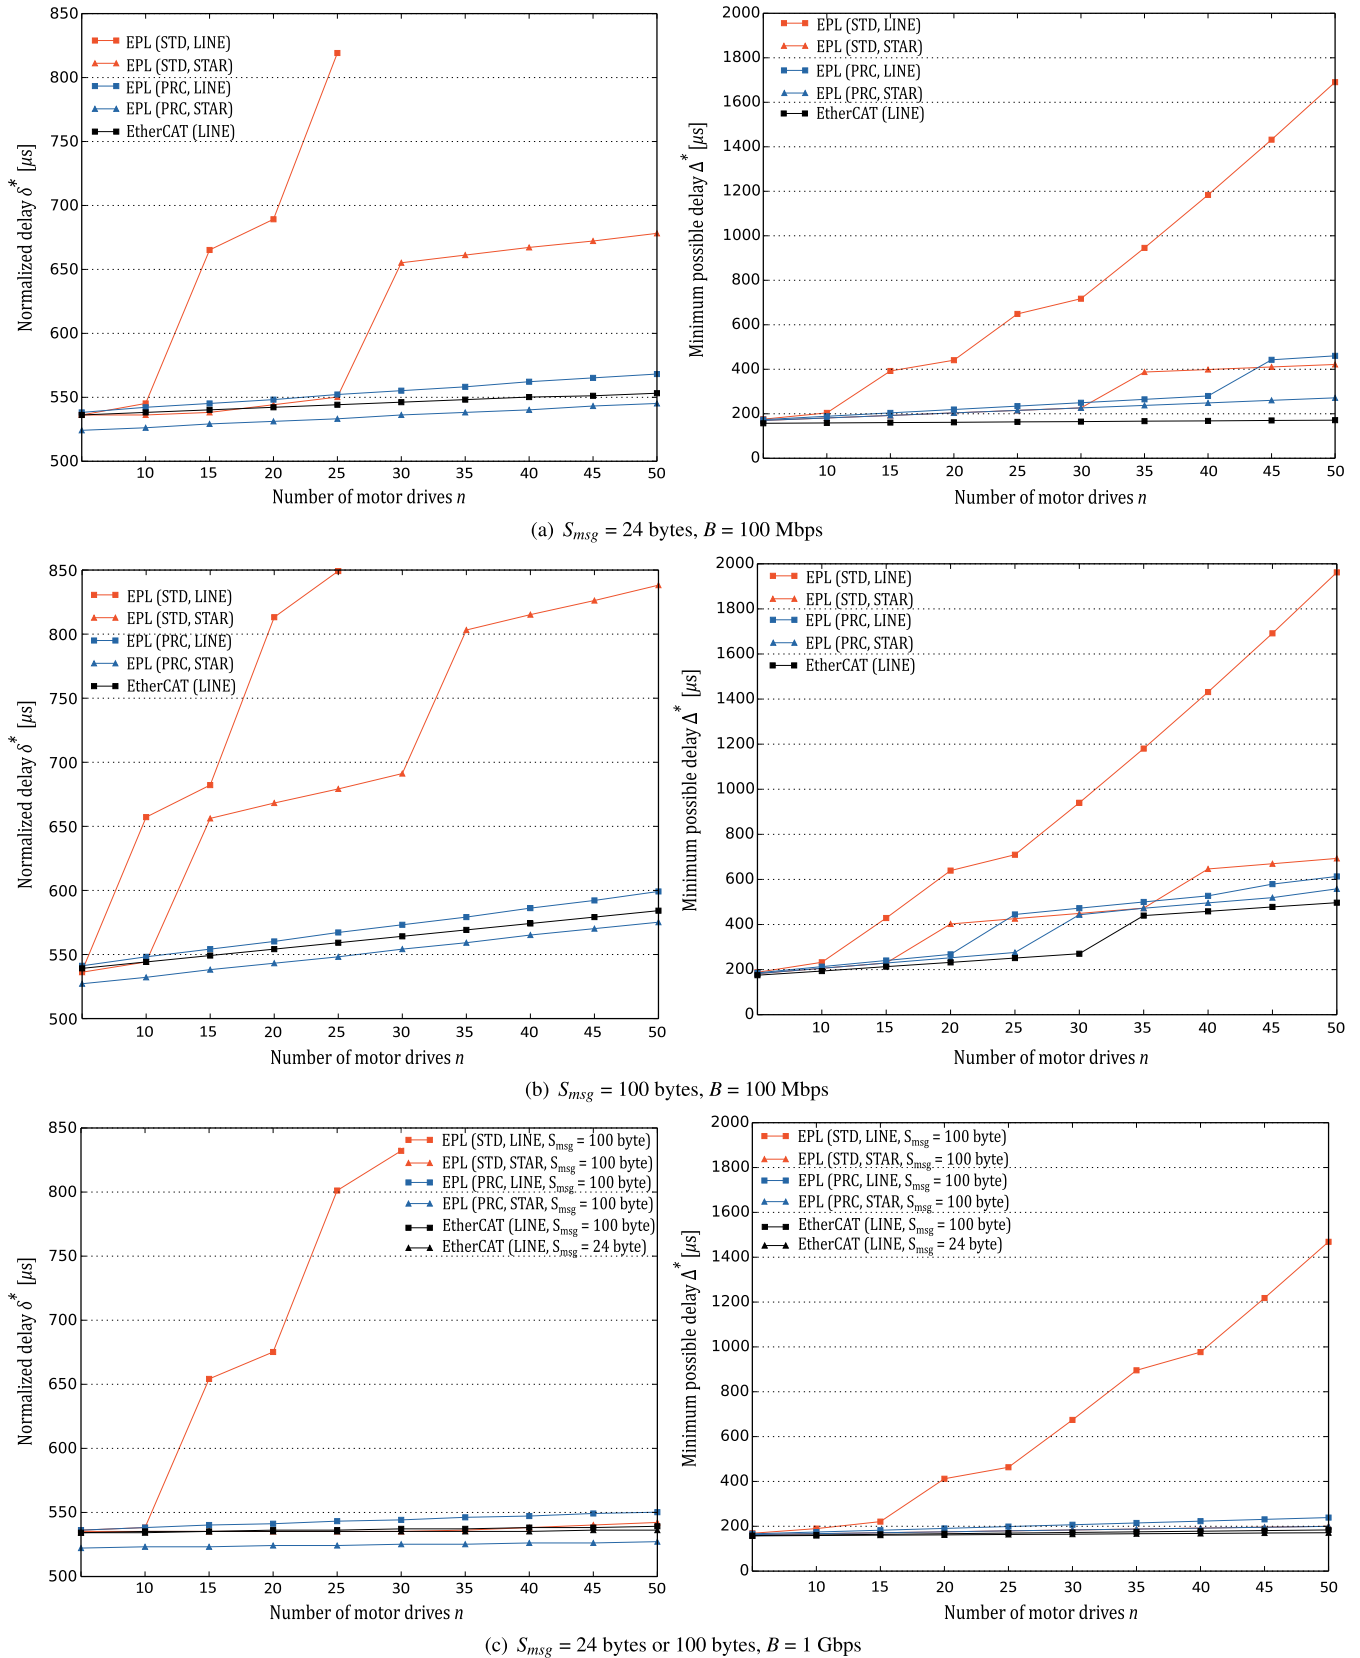 850
800
750
700
650
600
550
500
Normalized delay δ* [μs]
EPL (STD, LINE)
EPL (STD, STAR)
EPL (PRC, LINE)
EPL (PRC, STAR)
EtherCAT (LINE)
10 15 20 25 30 35 40 45 50
Number of motor drives n
2000
1800
1600
1400
1200
1000
800
600
400
200
0
Minimum possible delay Δ* [μs]
EPL (STD, LINE)
EPL (STD, STAR)
EPL (PRC, LINE)
EPL (PRC, STAR)
EtherCAT (LINE)
10 15 20 25 30 35 40 45 50
Number of motor drives n
(a) Smsg = 24 bytes, B = 100 Mbps
850
800
750
700
650
600
550
500
Normalized delay δ* [μs]
EPL (STD, LINE)
EPL (STD, STAR)
EPL (PRC, LINE)
EPL (PRC, STAR)
EtherCAT (LINE)
10 15 20 25 30 35 40 45 50
Number of motor drives n
2000
1800
1600
1400
1200
1000
800
600
400
200
0
Minimum possible delay Δ* [μs]
EPL (STD, LINE)
EPL (STD, STAR)
EPL (PRC, LINE)
EPL (PRC, STAR)
EtherCAT (LINE)
10 15 20 25 30 35 40 45 50
Number of motor drives n
(b) Smsg = 100 bytes, B = 100 Mbps
850
800
750
700
650
600
550
500
Normalized delay δ* [μs]
EPL (STD, LINE, Smsg = 100 byte)
EPL (STD, STAR, Smsg = 100 byte)
EPL (PRC, LINE, Smsg = 100 byte)
EPL (PRC, STAR, Smsg = 100 byte)
EtherCAT (LINE, Smsg = 100 byte)
EtherCAT (LINE, Smsg = 24 byte)
10 15 20 25 30 35 40 45 50
Number of motor drives n
2000
1800
1600
1400
1200
1000
800
600
400
200
0
Minimum possible delay Δ* [μs]
EPL (STD, LINE, Smsg = 100 byte)
EPL (STD, STAR, Smsg = 100 byte)
EPL (PRC, LINE, Smsg = 100 byte)
EPL (PRC, STAR, Smsg = 100 byte)
EtherCAT (LINE, Smsg = 100 byte)
EtherCAT (LINE, Smsg = 24 byte)
10 15 20 25 30 35 40 45 50
Number of motor drives n
(c) Smsg = 24 bytes or 100 bytes, B = 1 Gbps